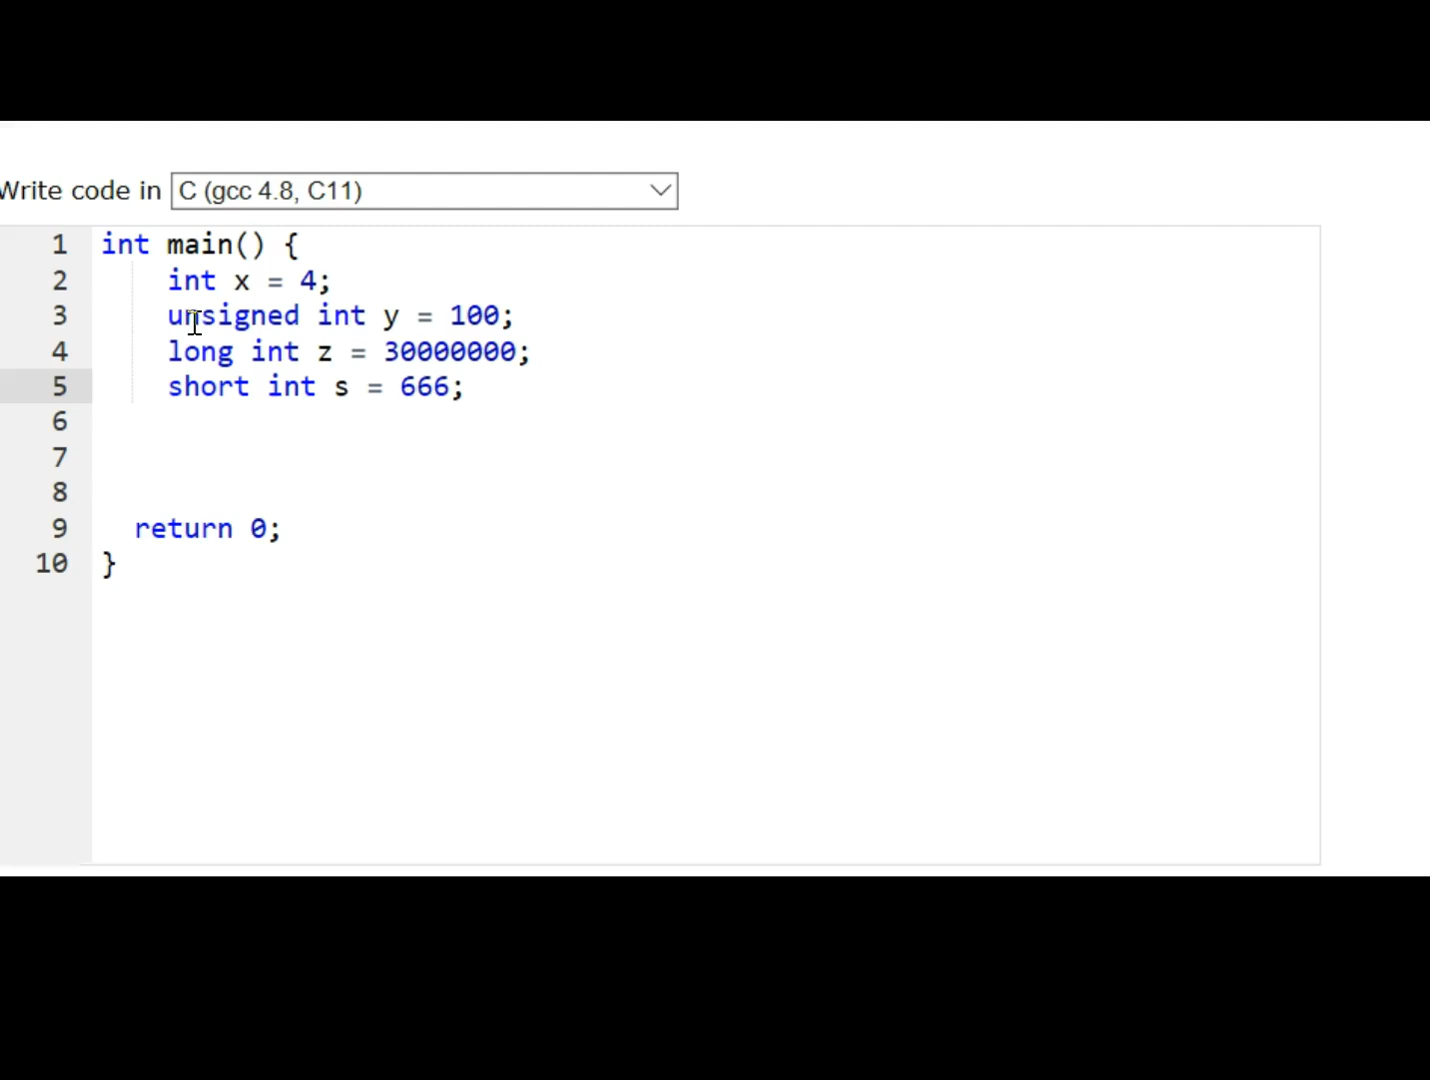 Write code in C (gcc 4.8, C11)
1 int main() {
2 int x = 4;
3 unsigned int y = 100;
4 long int z = 30000000;
5 short int s = 666;
6
7
8
9 return 0;
10 }